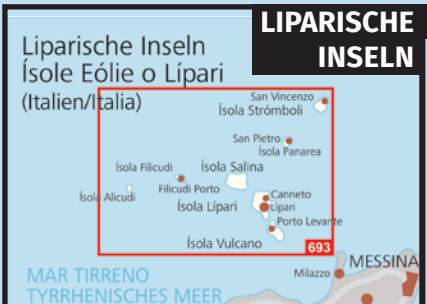 LIPARISCHE
INSELN
Liparische Inseln
Ísole Eólie o Lípari
(Italien/Italia)
San Vincenzo
Ísola Strómboli
San Pietro
Ísola Panarea
Ísola Filicudi
Ísola Salina
Filicudi Porto
Ísola Alicudi
Canneto
Ísola Lípari
Lípari
Porto Levante
Ísola Vulcano
693
MESSINA
Milazzo
MAR TIRRENO
TYRRHENISCHES MEER